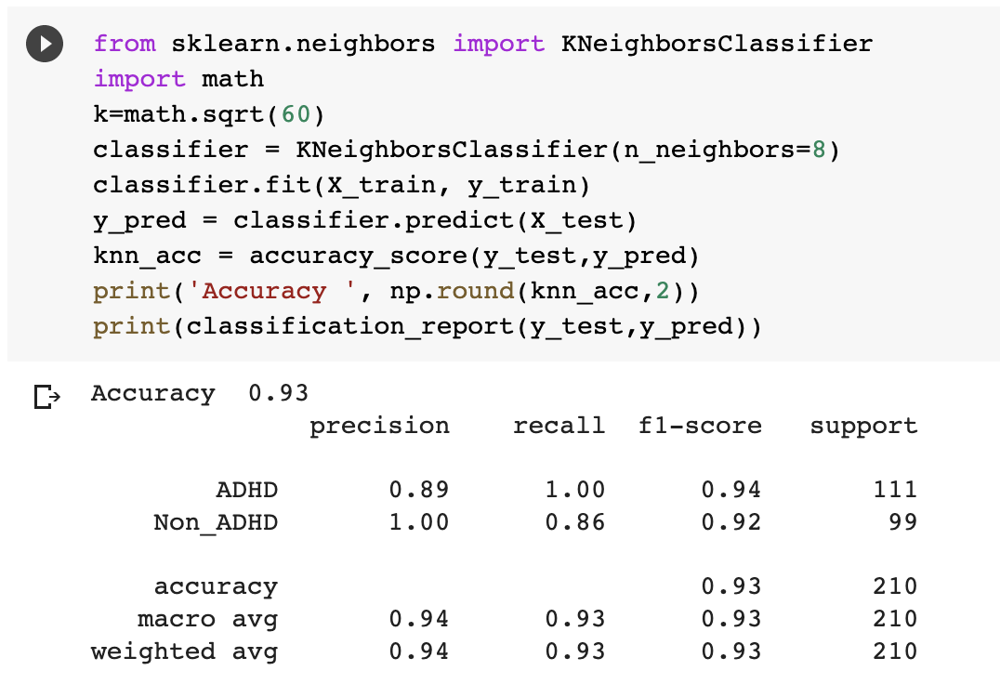 from sklearn.neighbors import KNeighborsClassifier
import math
k=math.sqrt(60)
classifier = KNeighborsClassifier(n_neighbors=8)
classifier.fit(X_train, y_train)
y_pred = classifier.predict(X_test)
knn_acc = accuracy_score(y_test,y_pred)
print('Accuracy ', np.round(knn_acc,2))
print(classification_report(y_test,y_pred))
Accuracy  0.93
precision recall f1-score support
ADHD 0.89 1.00 0.94 111
Non_ADHD 1.00 0.86 0.92 99
accuracy 0.93 210
macro avg 0.94 0.93 0.93 210
weighted avg 0.94 0.93 0.93 210